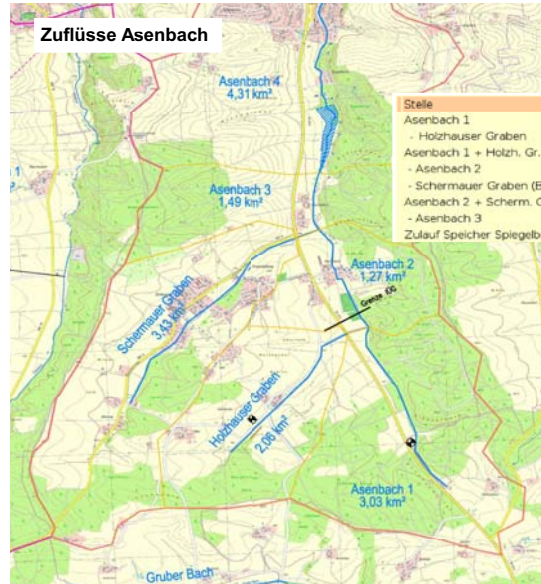 Zuflüsse Asenbach
Asenbach 4
4,31 km²
Stelle
Asenbach 1
- Holzhauser Graben
Asenbach 1 + Holzh. Gr.
- Asenbach 2
- Schermauer Graben (E
Asenbach 2 + Scherm. G
- Asenbach 3
Zulauf Speicher Spiegelb
Asenbach 3
1,49 km²
Asenbach 2
1,27 km²
Grenze
Schermauer Graben
3,43 km²
Holzhauser Graben
2,06 km²
Asenbach 1
3,03 km²
Gruber Bach